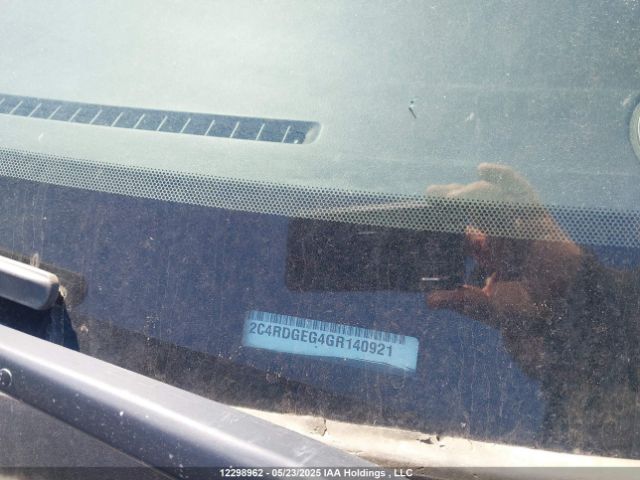 2C4RDGEG4GR140921
12298962 - 05/23/2025 IAA Holdings , LLC